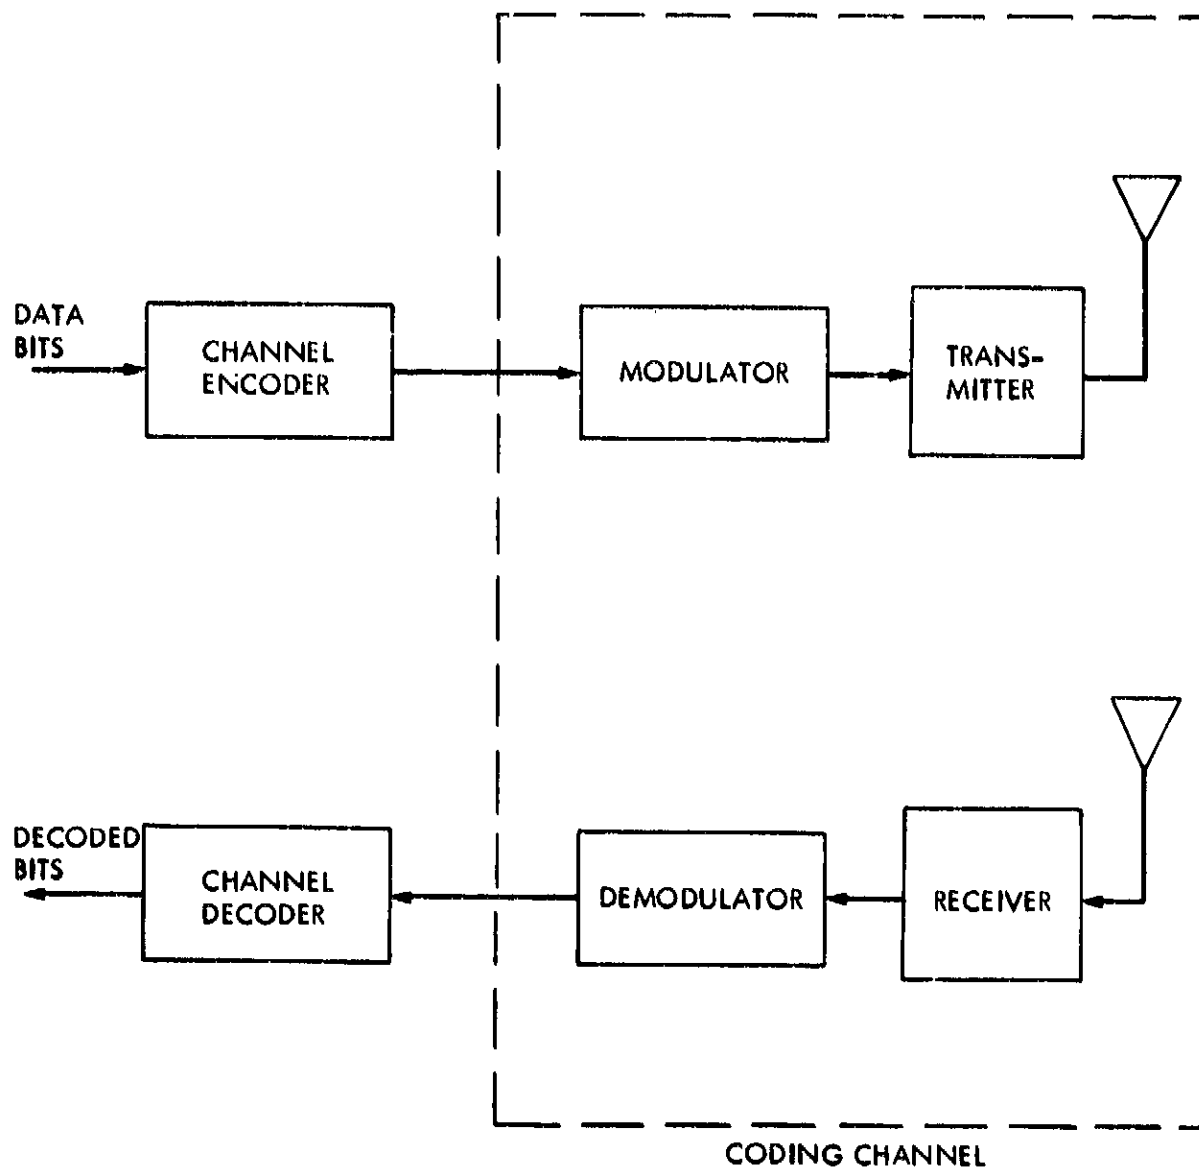 DATA
BITS
CHANNEL
ENCODER
MODULATOR
TRANS-
MITTER
DECODED
BITS
CHANNEL
DECODER
DEMODULATOR
RECEIVER
CODING CHANNEL